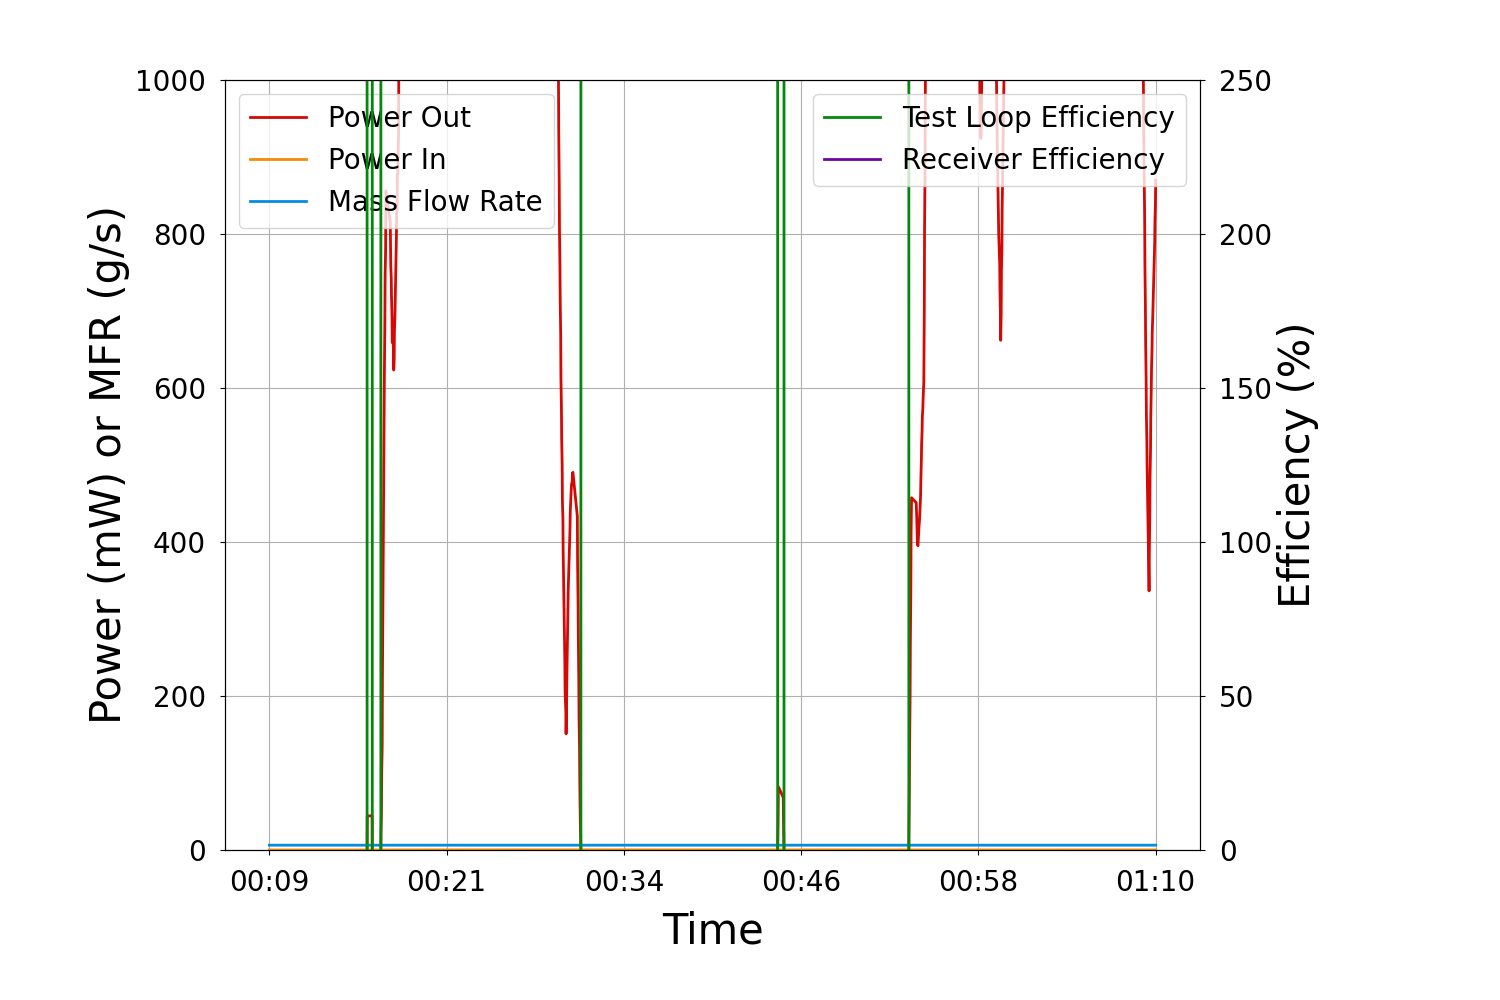 1000
800
600
400
200
0
Power (mW) or MFR (g/s)
Power Out
Power In
Mass Flow Rate
Test Loop Efficiency
Receiver Efficiency
250
200
150
100
50
0
Efficiency (%)
00:09 00:21 00:34 00:46 00:58 01:10
Time